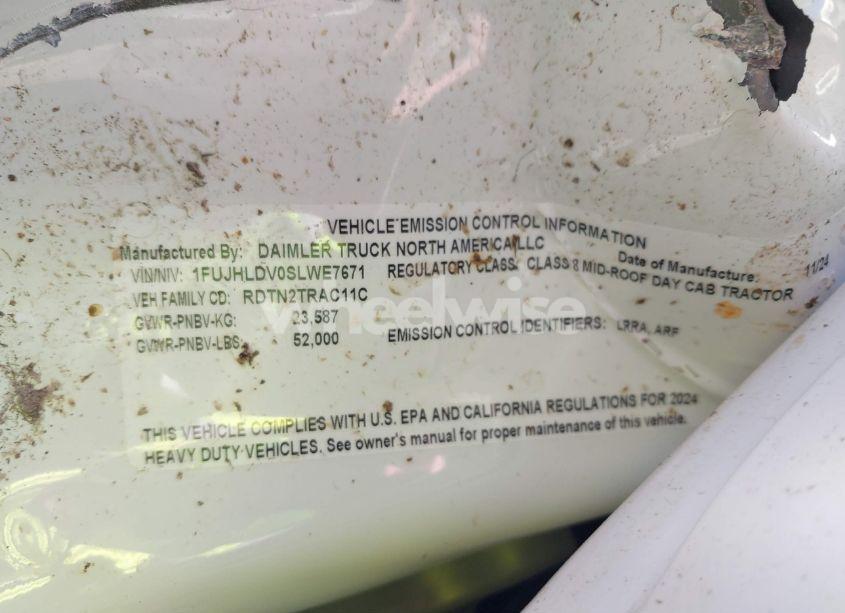 VEHICLE EMISSION CONTROL INFORMATION
Manufactured By: DAIMLER TRUCK NORTH AMERICA LLC
Date of Manufacture: 11/24
VIN/NIV: 1FUJHLDV0SLWE7671
REGULATORY CLASS: CLASS 8 MID-ROOF DAY CAB TRACTOR
VEH FAMILY CD: RDTN2TRAC11C
GVWR-PNBV-KG: 23,587
GVWR-PNBV-LBS: 52,000
EMISSION CONTROL IDENTIFIERS: LRRA, ARF
THIS VEHICLE COMPLIES WITH U.S. EPA AND CALIFORNIA REGULATIONS FOR 2024
HEAVY DUTY VEHICLES. See owner's manual for proper maintenance of this vehicle.
wheelwise